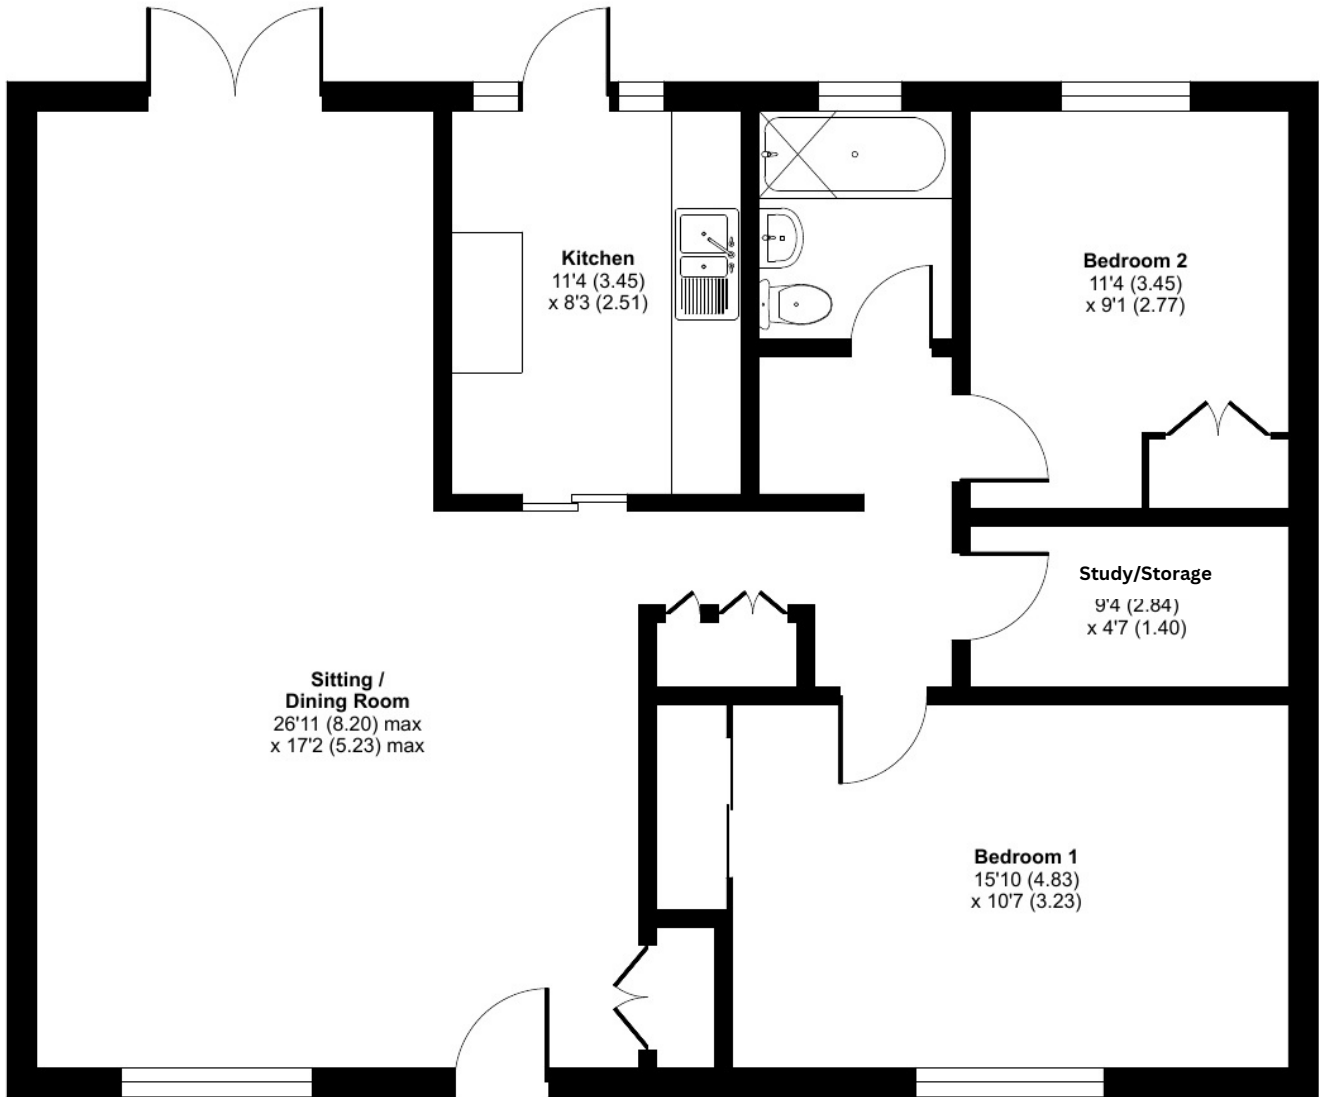 Kitchen
11'4 (3.45)
x 8'3 (2.51)
Bedroom 2
11'4 (3.45)
x 9'1 (2.77)
Study/Storage
9'4 (2.84)
x 4'7 (1.40)
Sitting /
Dining Room
26'11 (8.20) max
x 17'2 (5.23) max
Bedroom 1
15'10 (4.83)
x 10'7 (3.23)